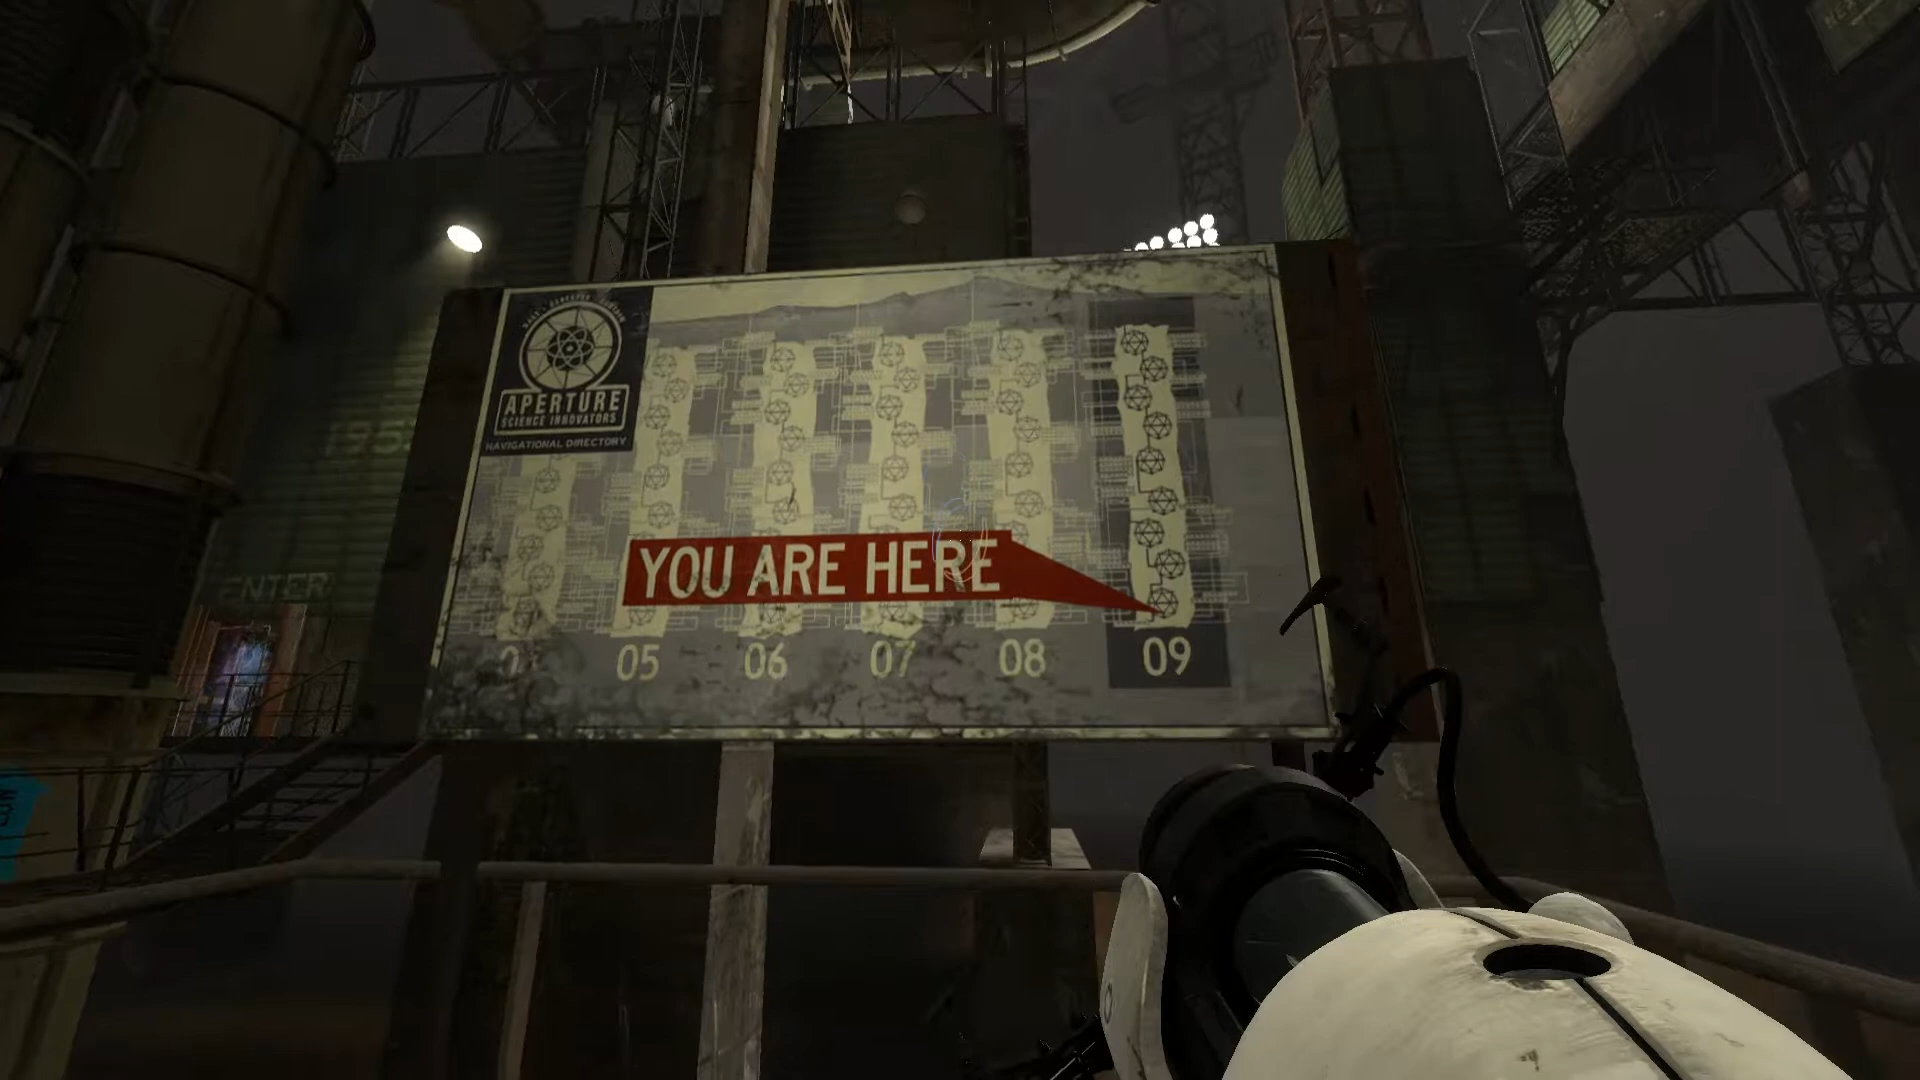 APERTURE
SCIENCE INNOVATORS
NAVIGATIONAL DIRECTORY
YOU ARE HERE
05 06 07 08 09
ENTER